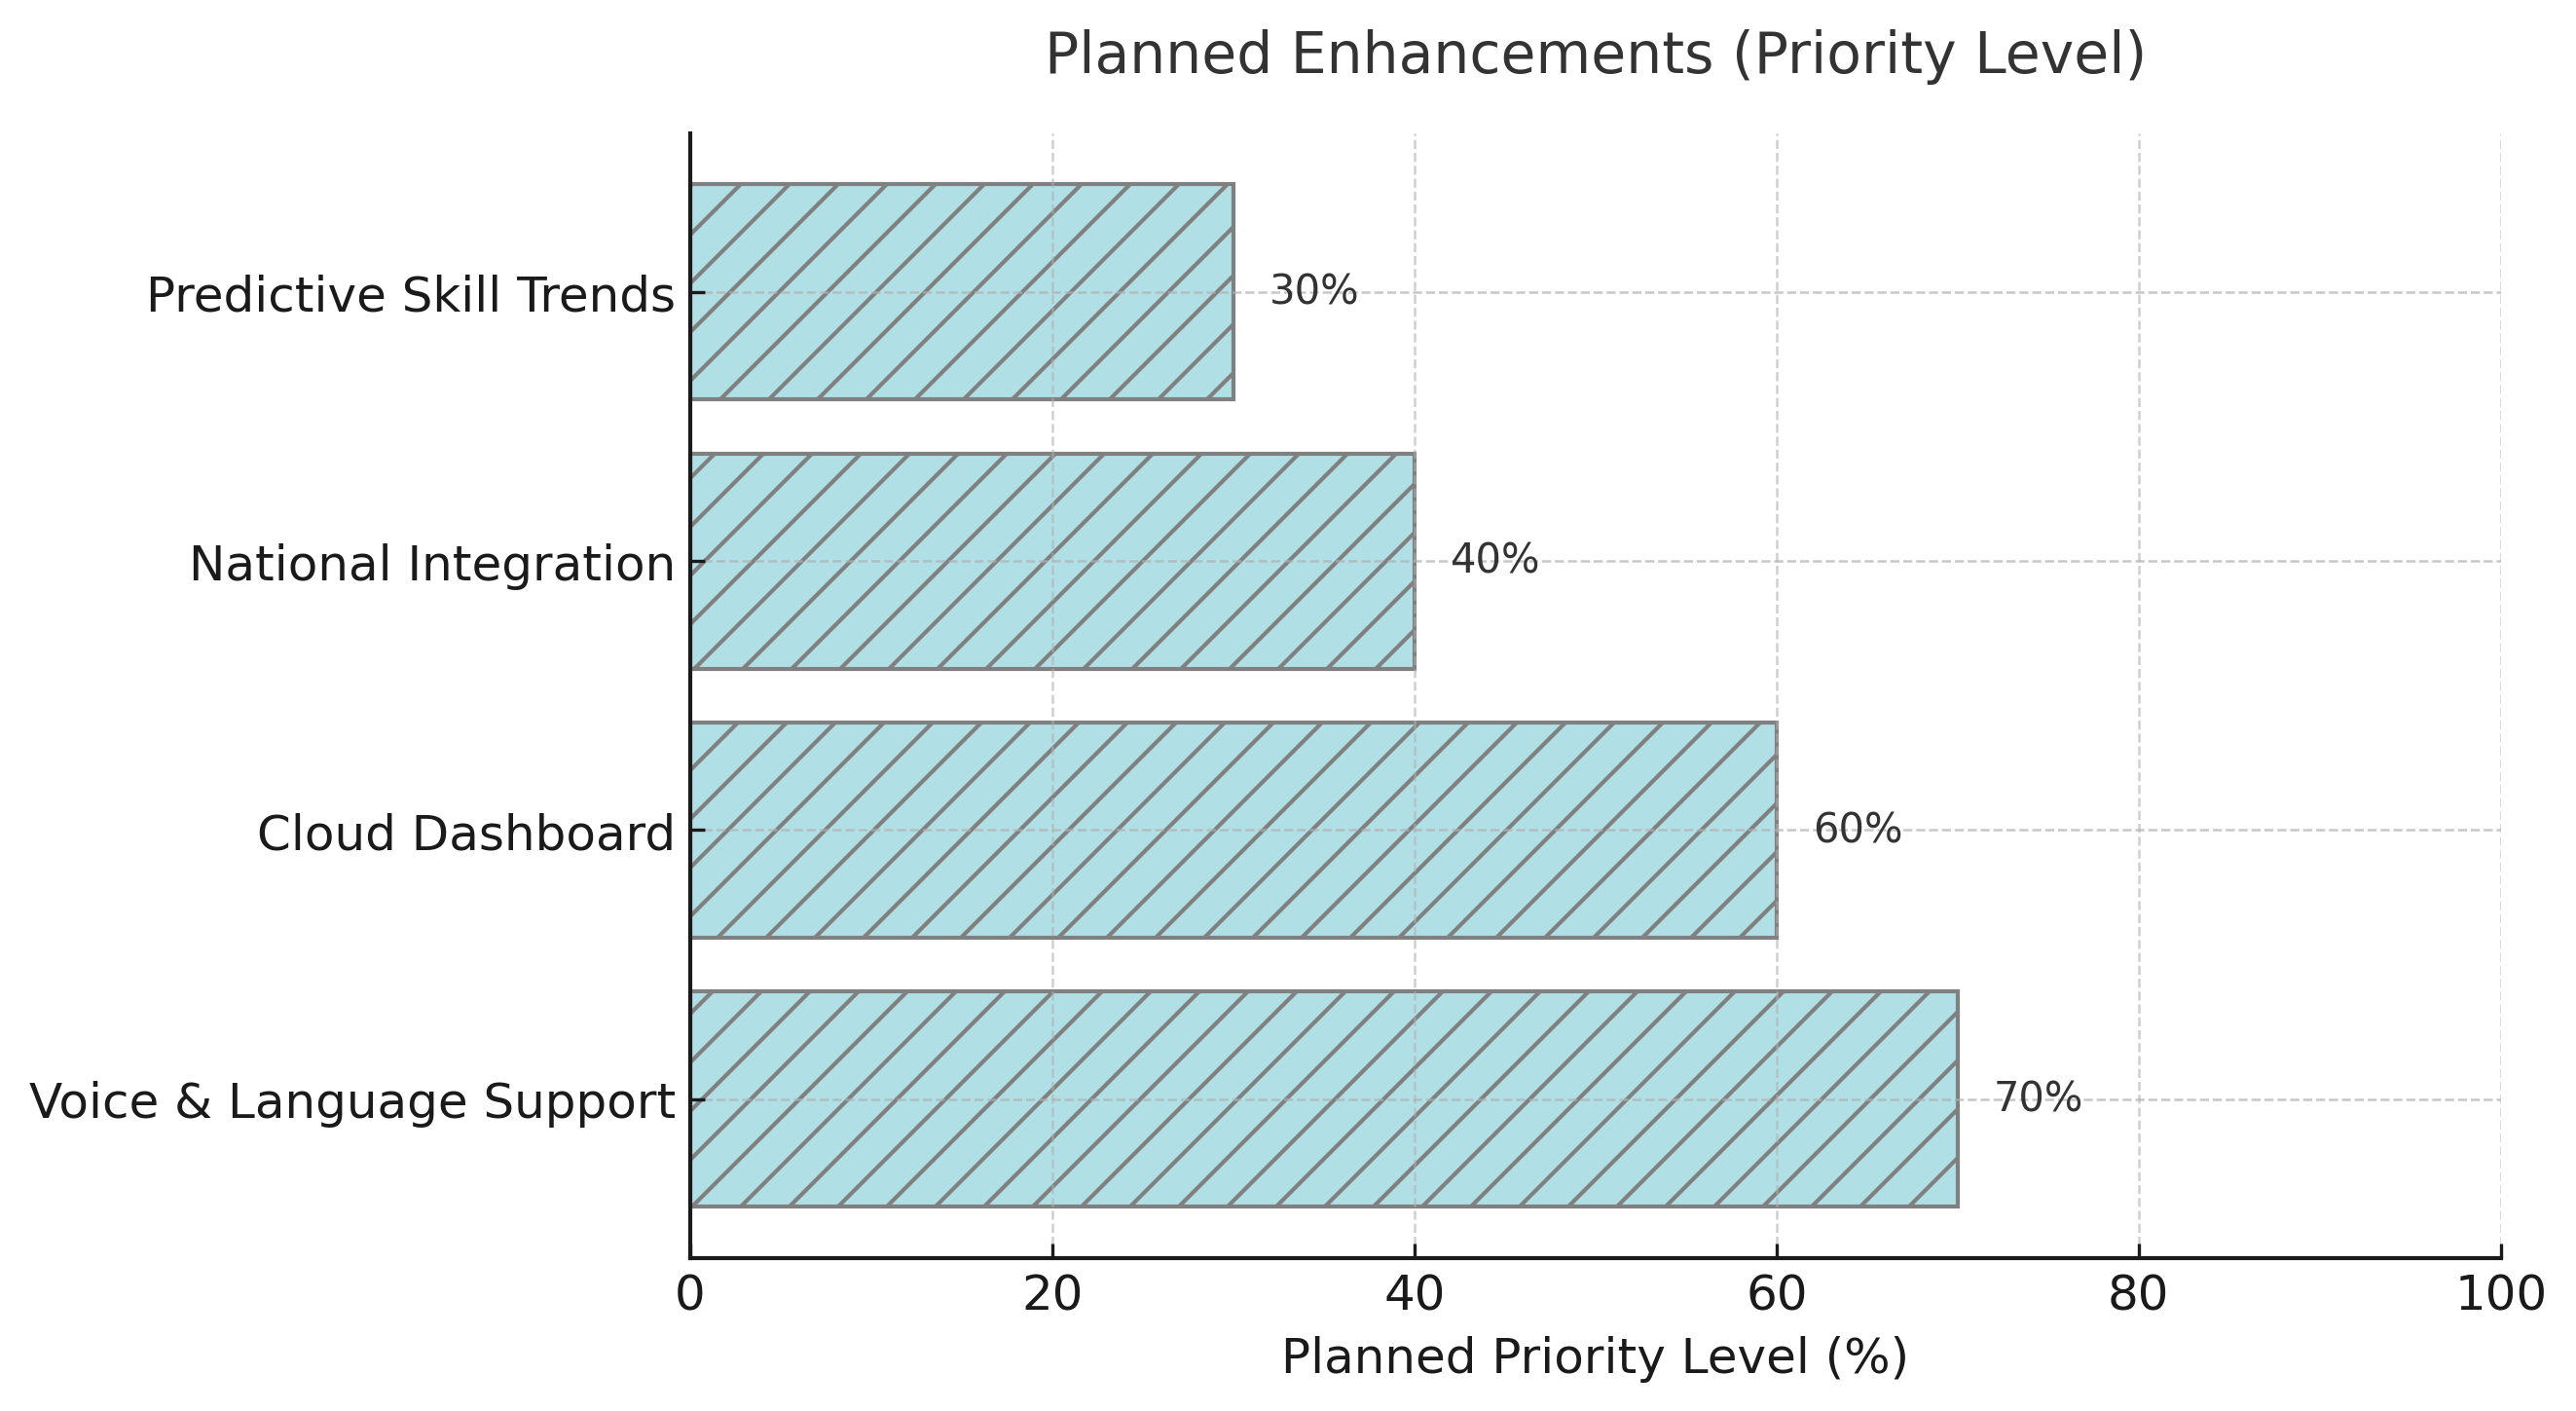 Planned Enhancements (Priority Level)
Predictive Skill Trends
30%
National Integration
40%
Cloud Dashboard
60%
Voice & Language Support
70%
0 20 40 60 80 100
Planned Priority Level (%)